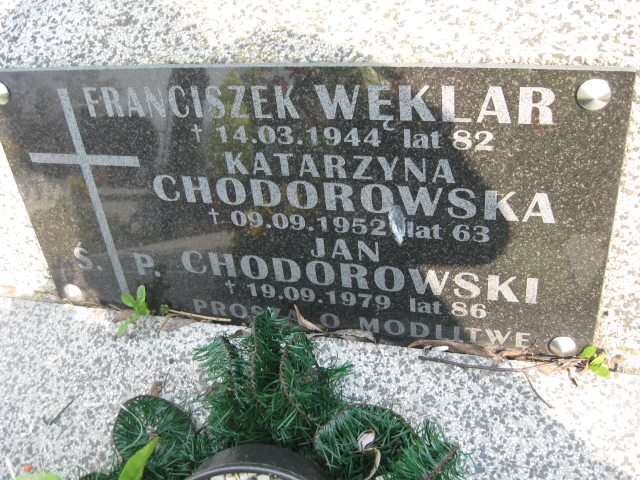 FRANCISZEK WĘKLAR
† 14.03.1944 lat 82
KATARZYNA
CHODOROWSKA
† 09.09.1952 lat 63
JAN
Ś. P. CHODOROWSKI
† 19.09.1979 lat 86
PROSZĄ O MODLITWĘ